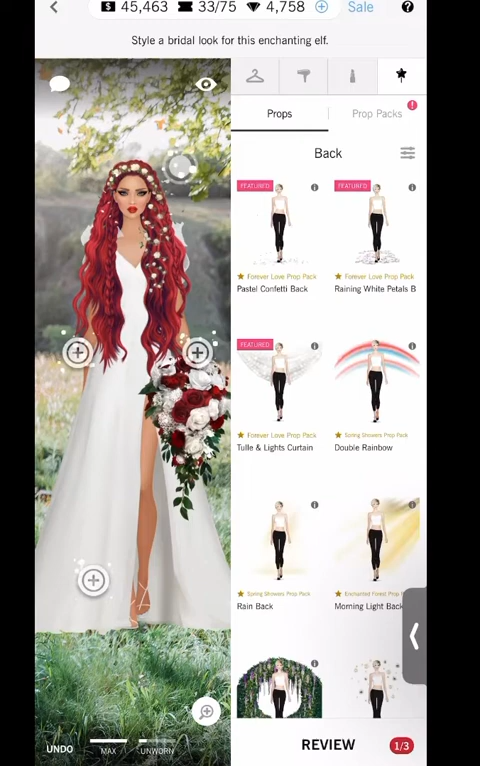 45,463 33/75 4,758 Sale
Style a bridal look for this enchanting elf.
Props Prop Packs
Back
FEATURED FEATURED
Forever Love Prop Pack Forever Love Prop Pack
Pastel Confetti Back Raining White Petals B
FEATURED
Forever Love Prop Pack Spring Showers Prop Pack
Tulle & Lights Curtain Double Rainbow
Spring Showers Prop Pack Enchanted Forest Prop P
Rain Back Morning Light Back
UNDO MAX UNWORN REVIEW 1/3